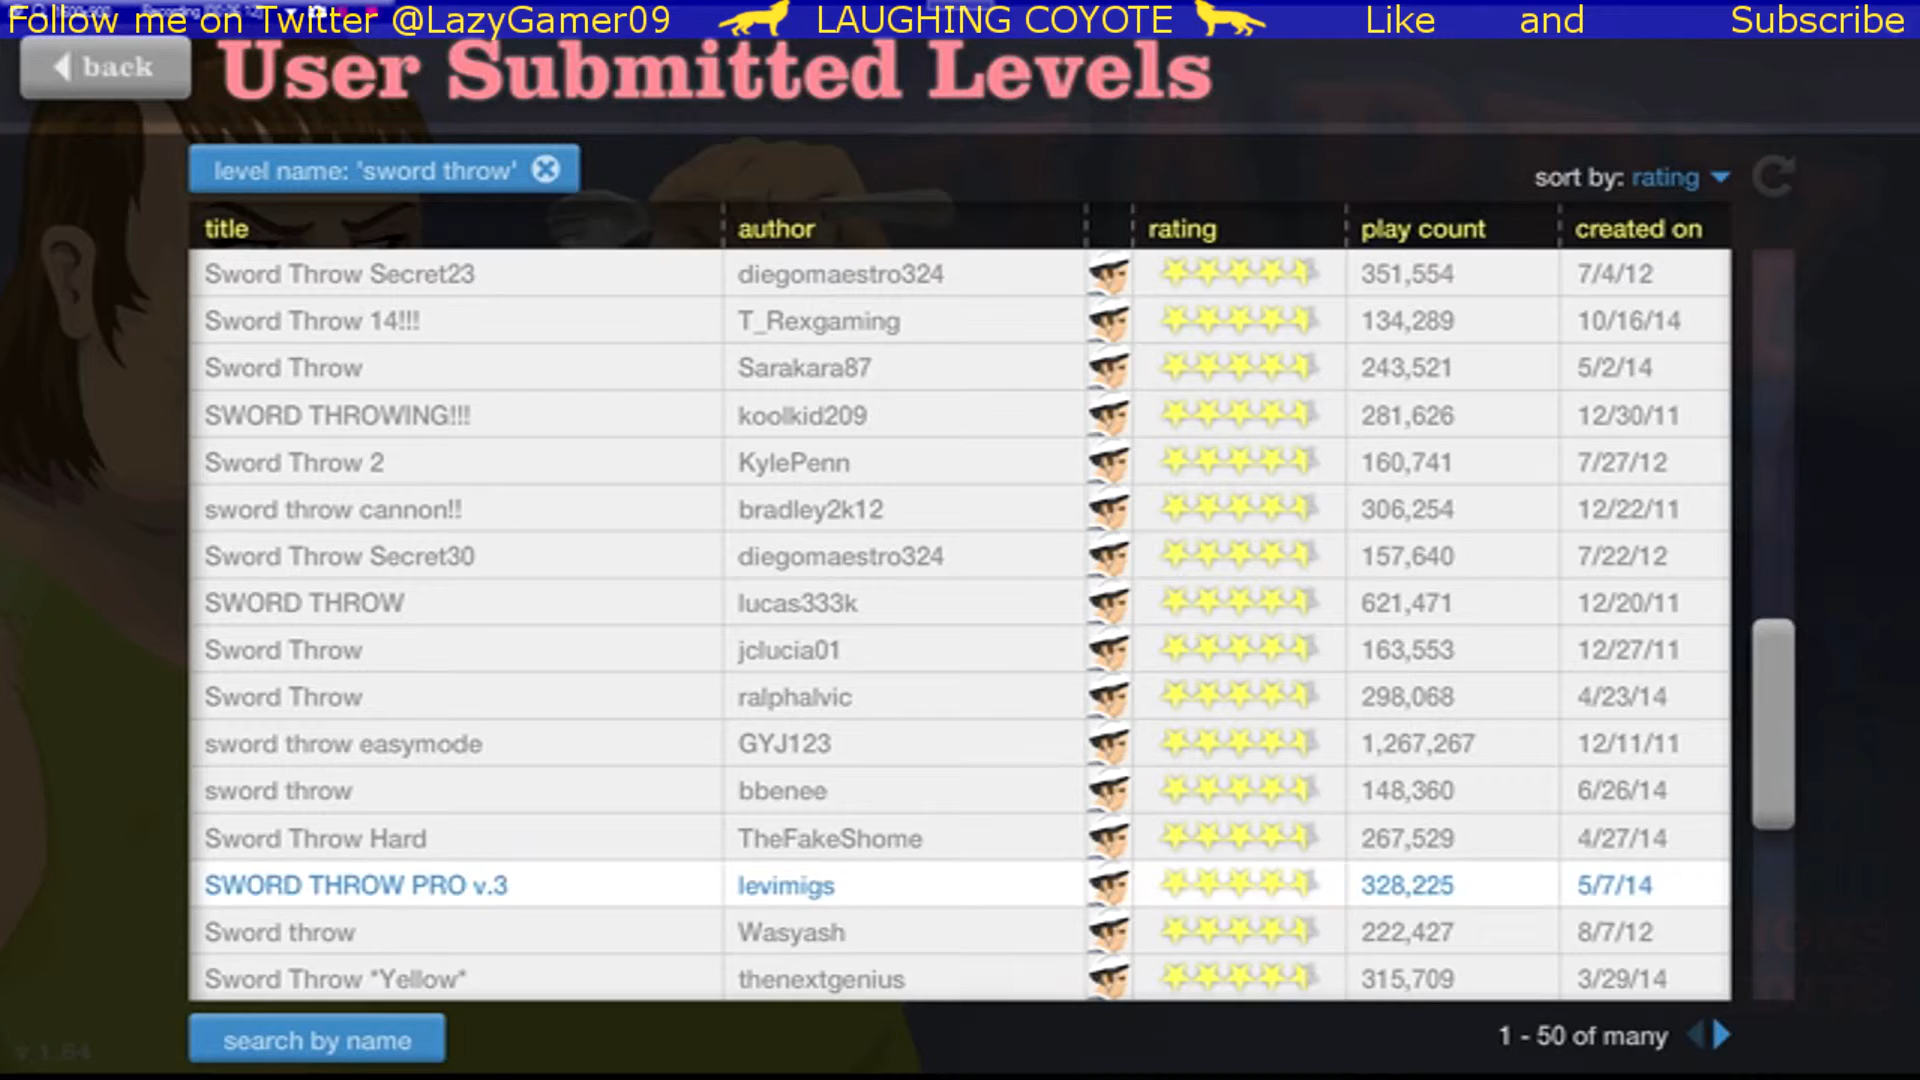 Follow me on Twitter @LazyGamer09 LAUGHING COYOTE Like and Subscribe
back
User Submitted Levels
level name: 'sword throw'
sort by: rating
title author rating play count created on
Sword Throw Secret23 diegomaestro324 351,554 7/4/12
Sword Throw 14!!! T_Rexgaming 134,289 10/16/14
Sword Throw Sarakara87 243,521 5/2/14
SWORD THROWING!!! koolkid209 281,626 12/30/11
Sword Throw 2 KylePenn 160,741 7/27/12
sword throw cannon!! bradley2k12 306,254 12/22/11
Sword Throw Secret30 diegomaestro324 157,640 7/22/12
SWORD THROW lucas333k 621,471 12/20/11
Sword Throw jclucia01 163,553 12/27/11
Sword Throw ralphalvic 298,068 4/23/14
sword throw easymode GYJ123 1,267,267 12/11/11
sword throw bbenee 148,360 6/26/14
Sword Throw Hard TheFakeShome 267,529 4/27/14
SWORD THROW PRO v.3 levimigs 328,225 5/7/14
Sword throw Wasyash 222,427 8/7/12
Sword Throw *Yellow* thenextgenius 315,709 3/29/14
search by name
1 - 50 of many
v 1.84